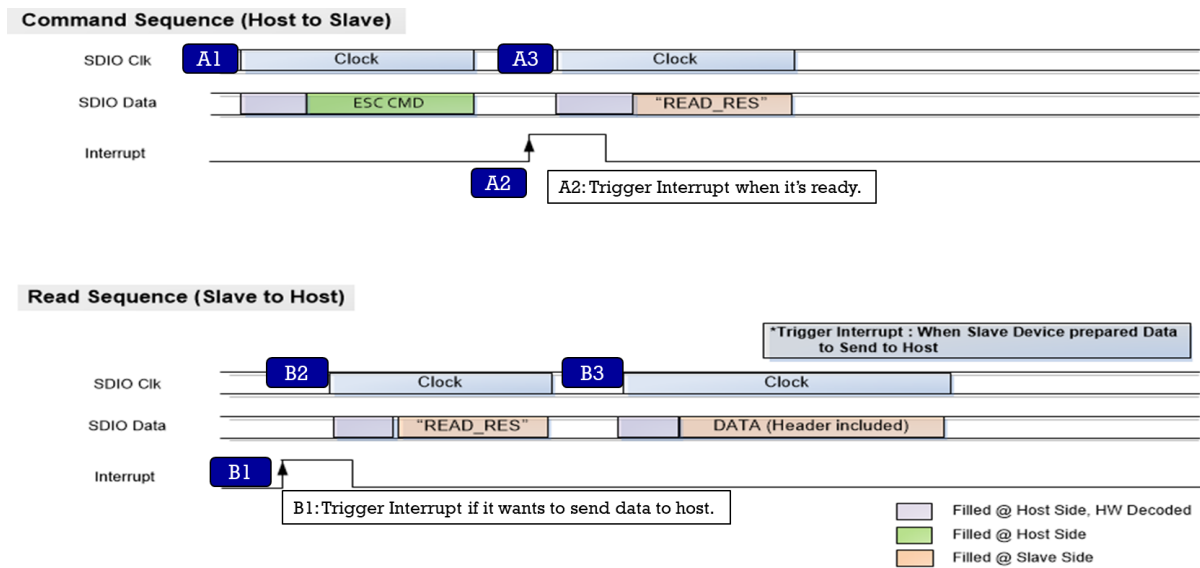 Command Sequence (Host to Slave)
SDIO Clk
A1
Clock
A3
Clock
SDIO Data
ESC CMD
“READ_RES”
Interrupt
A2
A2: Trigger Interrupt when it’s ready.
Read Sequence (Slave to Host)
*Trigger Interrupt : When Slave Device prepared Data
to Send to Host
SDIO Clk
B2
Clock
B3
Clock
SDIO Data
“READ_RES”
DATA (Header included)
Interrupt
B1
B1: Trigger Interrupt if it wants to send data to host.
Filled @ Host Side, HW Decoded
Filled @ Host Side
Filled @ Slave Side